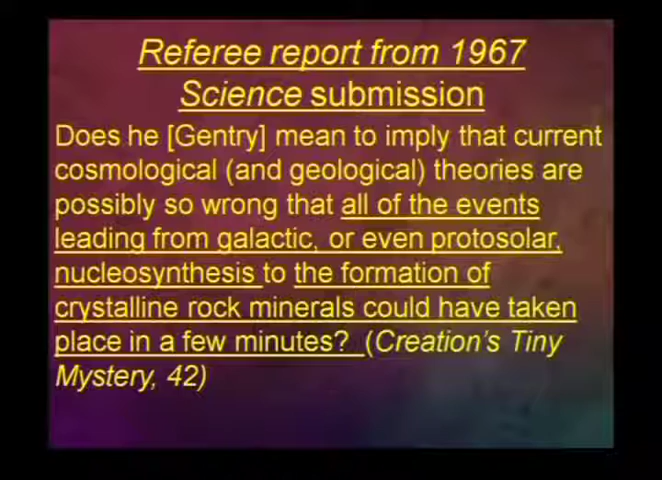 Referee report from 1967
Science submission
Does he [Gentry] mean to imply that current
cosmological (and geological) theories are
possibly so wrong that all of the events
leading from galactic, or even protosolar,
nucleosynthesis to the formation of
crystalline rock minerals could have taken
place in a few minutes? (Creation's Tiny
Mystery, 42)